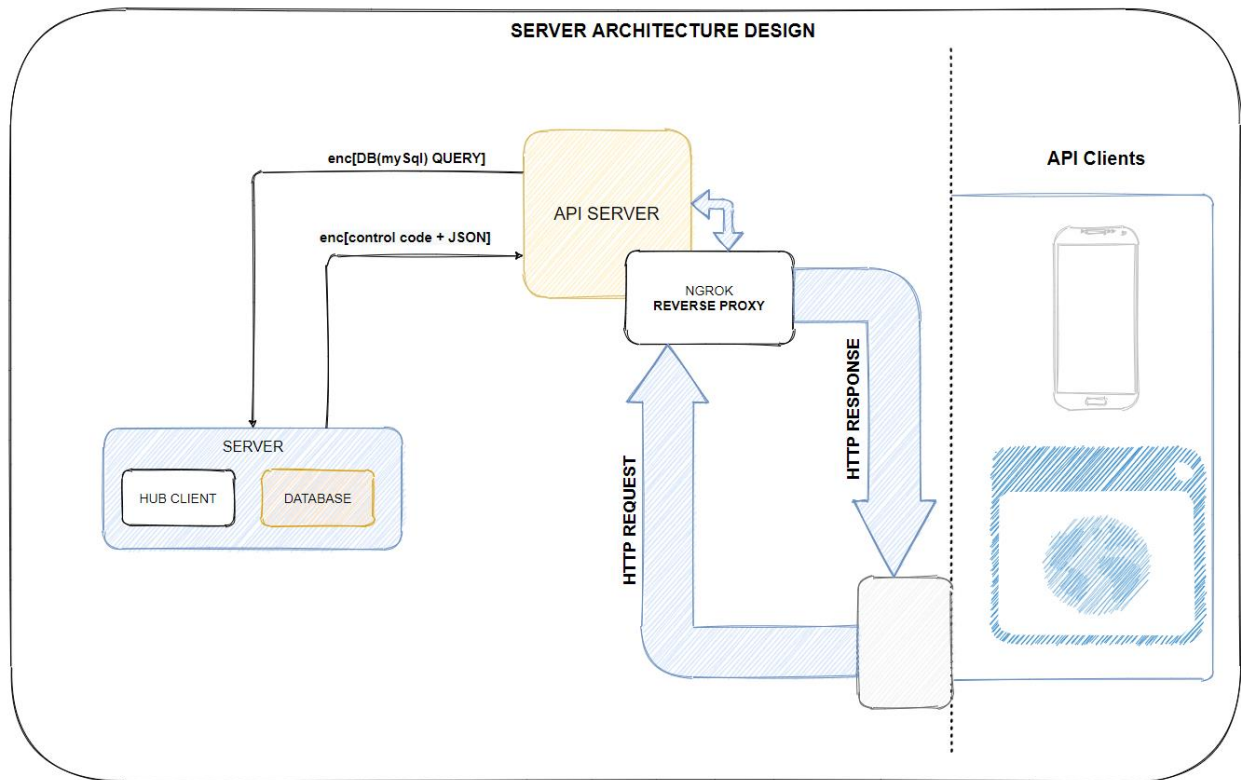 SERVER ARCHITECTURE DESIGN
enc[DB(mySql) QUERY]
API SERVER
API Clients
enc[control code + JSON]
NGROK
REVERSE PROXY
HTTP RESPONSE
HTTP REQUEST
SERVER
HUB CLIENT
DATABASE